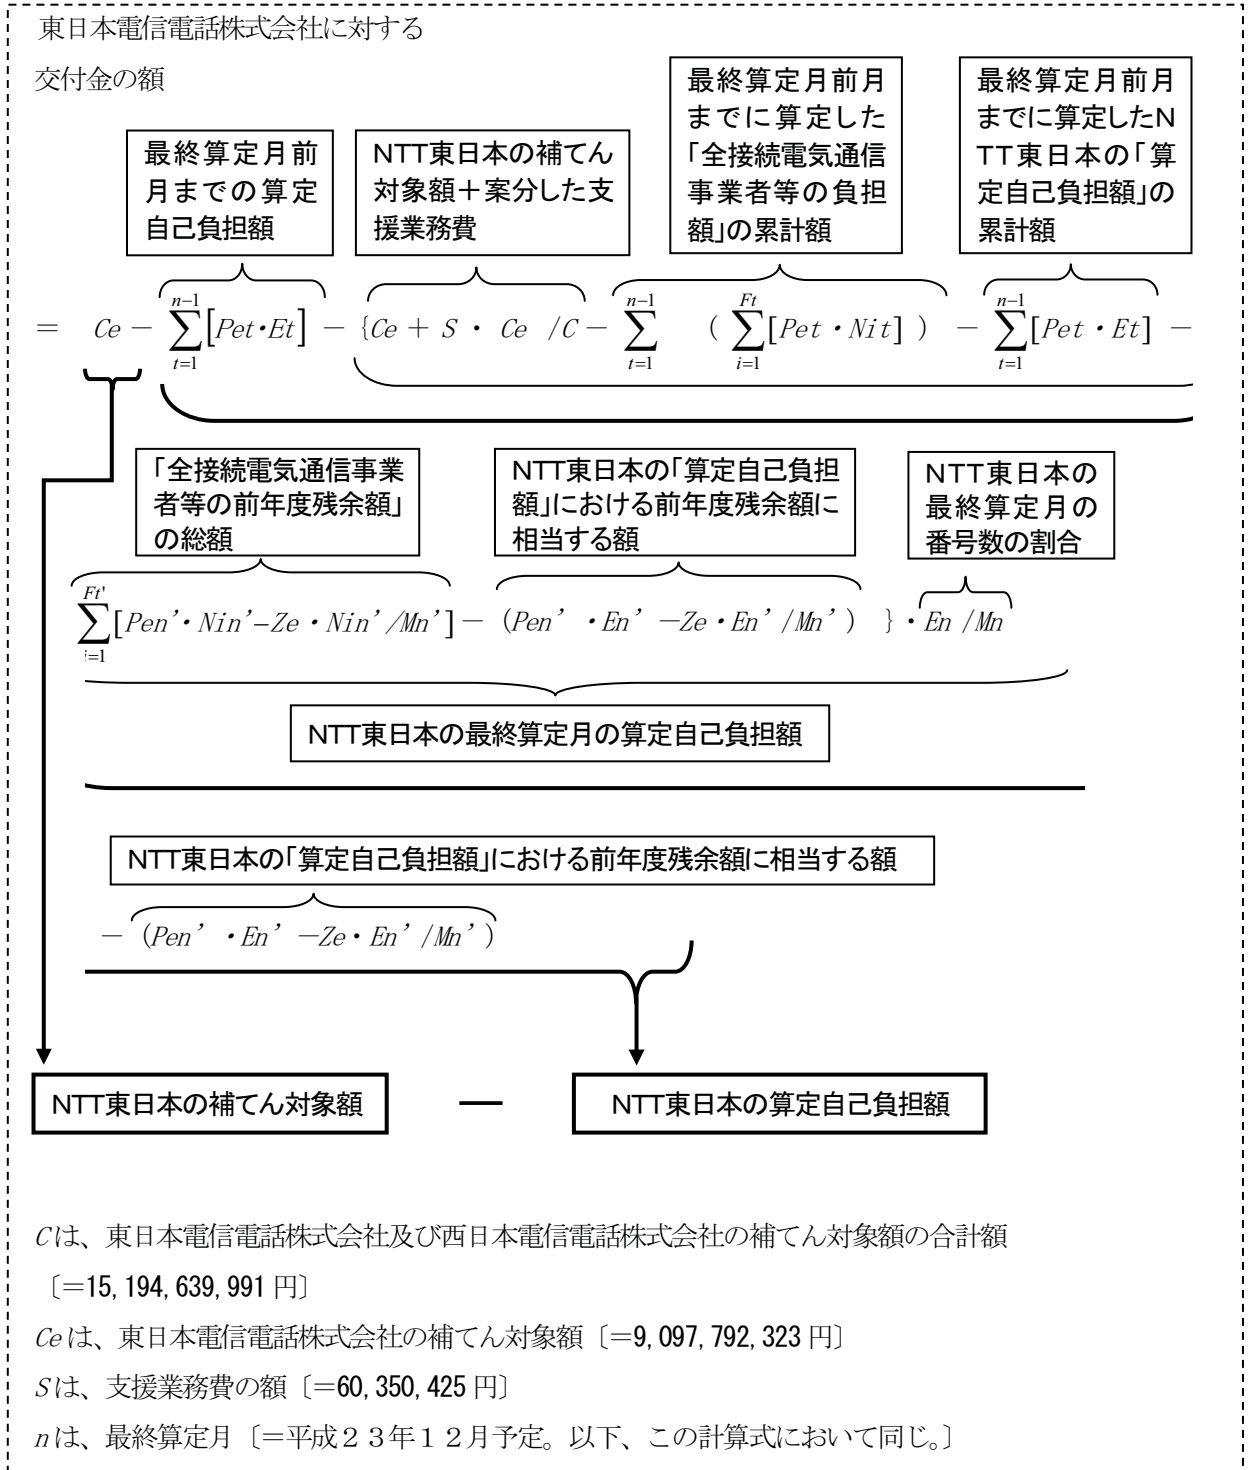 東日本電信電話株式会社に対する
交付金の額
最終算定月前
月までの算定
自己負担額
NTT東日本の補てん
対象額＋案分した支
援業務費
最終算定月前月
までに算定した
「全接続電気通信
事業者等の負担
額」の累計額
最終算定月前月
までに算定したN
TT東日本の「算
定自己負担額」の
累計額
＝ Ce − ∑_{t=1}^{n−1}[Pet・Et] − {Ce + S ・ Ce /C − ∑_{t=1}^{n−1} ( ∑_{i=1}^{Ft}[Pet・Nit] ) − ∑_{t=1}^{n−1}[Pet・Et] −
「全接続電気通信事業
者等の前年度残余額」
の総額
NTT東日本の「算定自己負担
額」における前年度残余額に
相当する額
NTT東日本の
最終算定月の
番号数の割合
∑_{i=1}^{Ft'}[Pen’・Nin’−Ze・Nin’/Mn’] − (Pen’・En’−Ze・En’/Mn’) }・En/Mn
NTT東日本の最終算定月の算定自己負担額
NTT東日本の「算定自己負担額」における前年度残余額に相当する額
− (Pen’・En’−Ze・En’/Mn’)
NTT東日本の補てん対象額 — NTT東日本の算定自己負担額
Cは、東日本電信電話株式会社及び西日本電信電話株式会社の補てん対象額の合計額
〔＝15,194,639,991 円〕
Ceは、東日本電信電話株式会社の補てん対象額〔＝9,097,792,323 円〕
Sは、支援業務費の額〔＝60,350,425 円〕
nは、最終算定月〔＝平成２３年１２月予定。以下、この計算式において同じ。〕